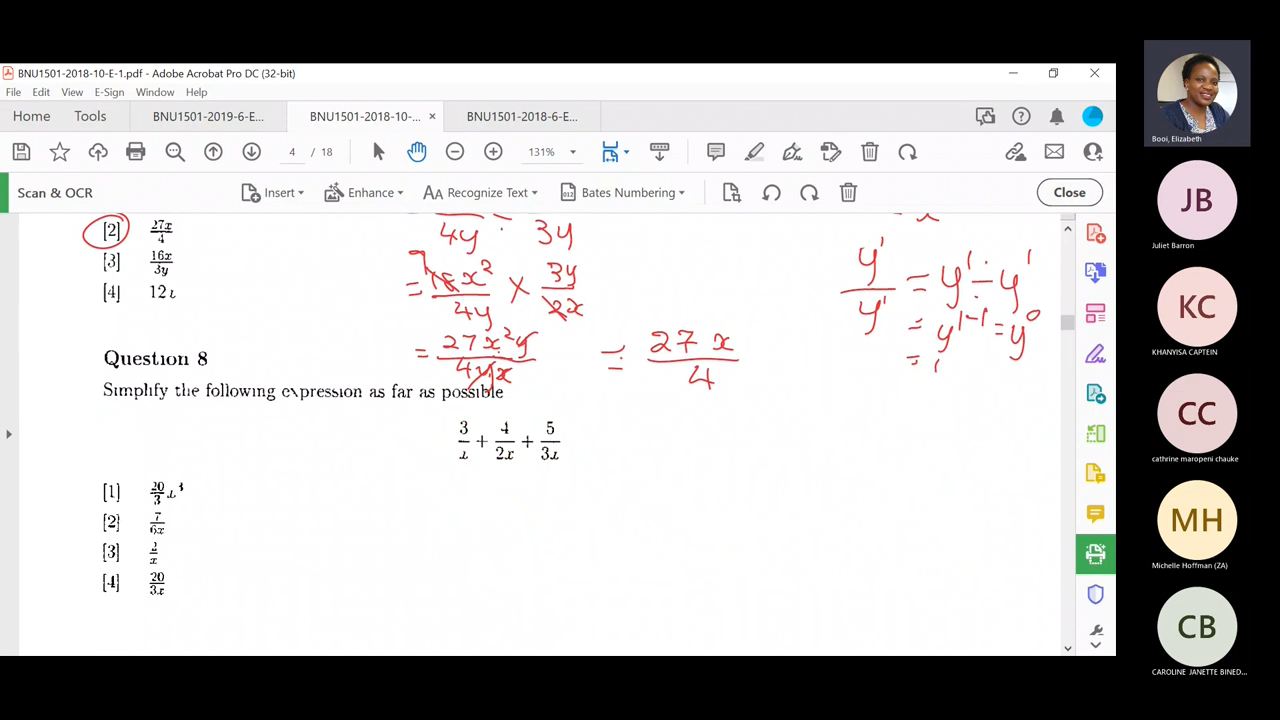 BNU1501-2018-10-E-1.pdf - Adobe Acrobat Pro DC (32-bit)
File Edit View E-Sign Window Help
Home Tools BNU1501-2019-6-E... BNU1501-2018-10-... × BNU1501-2018-6-E...
4 / 18 131%
Scan & OCR Insert Enhance Recognize Text Bates Numbering Close
[2] 27x/4
[3] 16x/3y
[4] 12x
4y 3y
x² / 4y × 3y / 2x
= 27x²y / 4yx = 27x / 4
y¹ / y¹ = y¹ ÷ y¹
= y¹⁻¹ = y⁰
= 1
Question 8
Simplify the following expression as far as possible
3/x + 4/2x + 5/3x
[1] 20/3 x³
[2] 7/6x
[3] 2/x
[4] 20/3x
Booi, Elizabeth
JB
Juliet Barron
KC
KHANYISA CAPTEIN
CC
cathrine maropeni chauke
MH
Michelle Hoffman (ZA)
CB
CAROLINE JANETTE BINED...